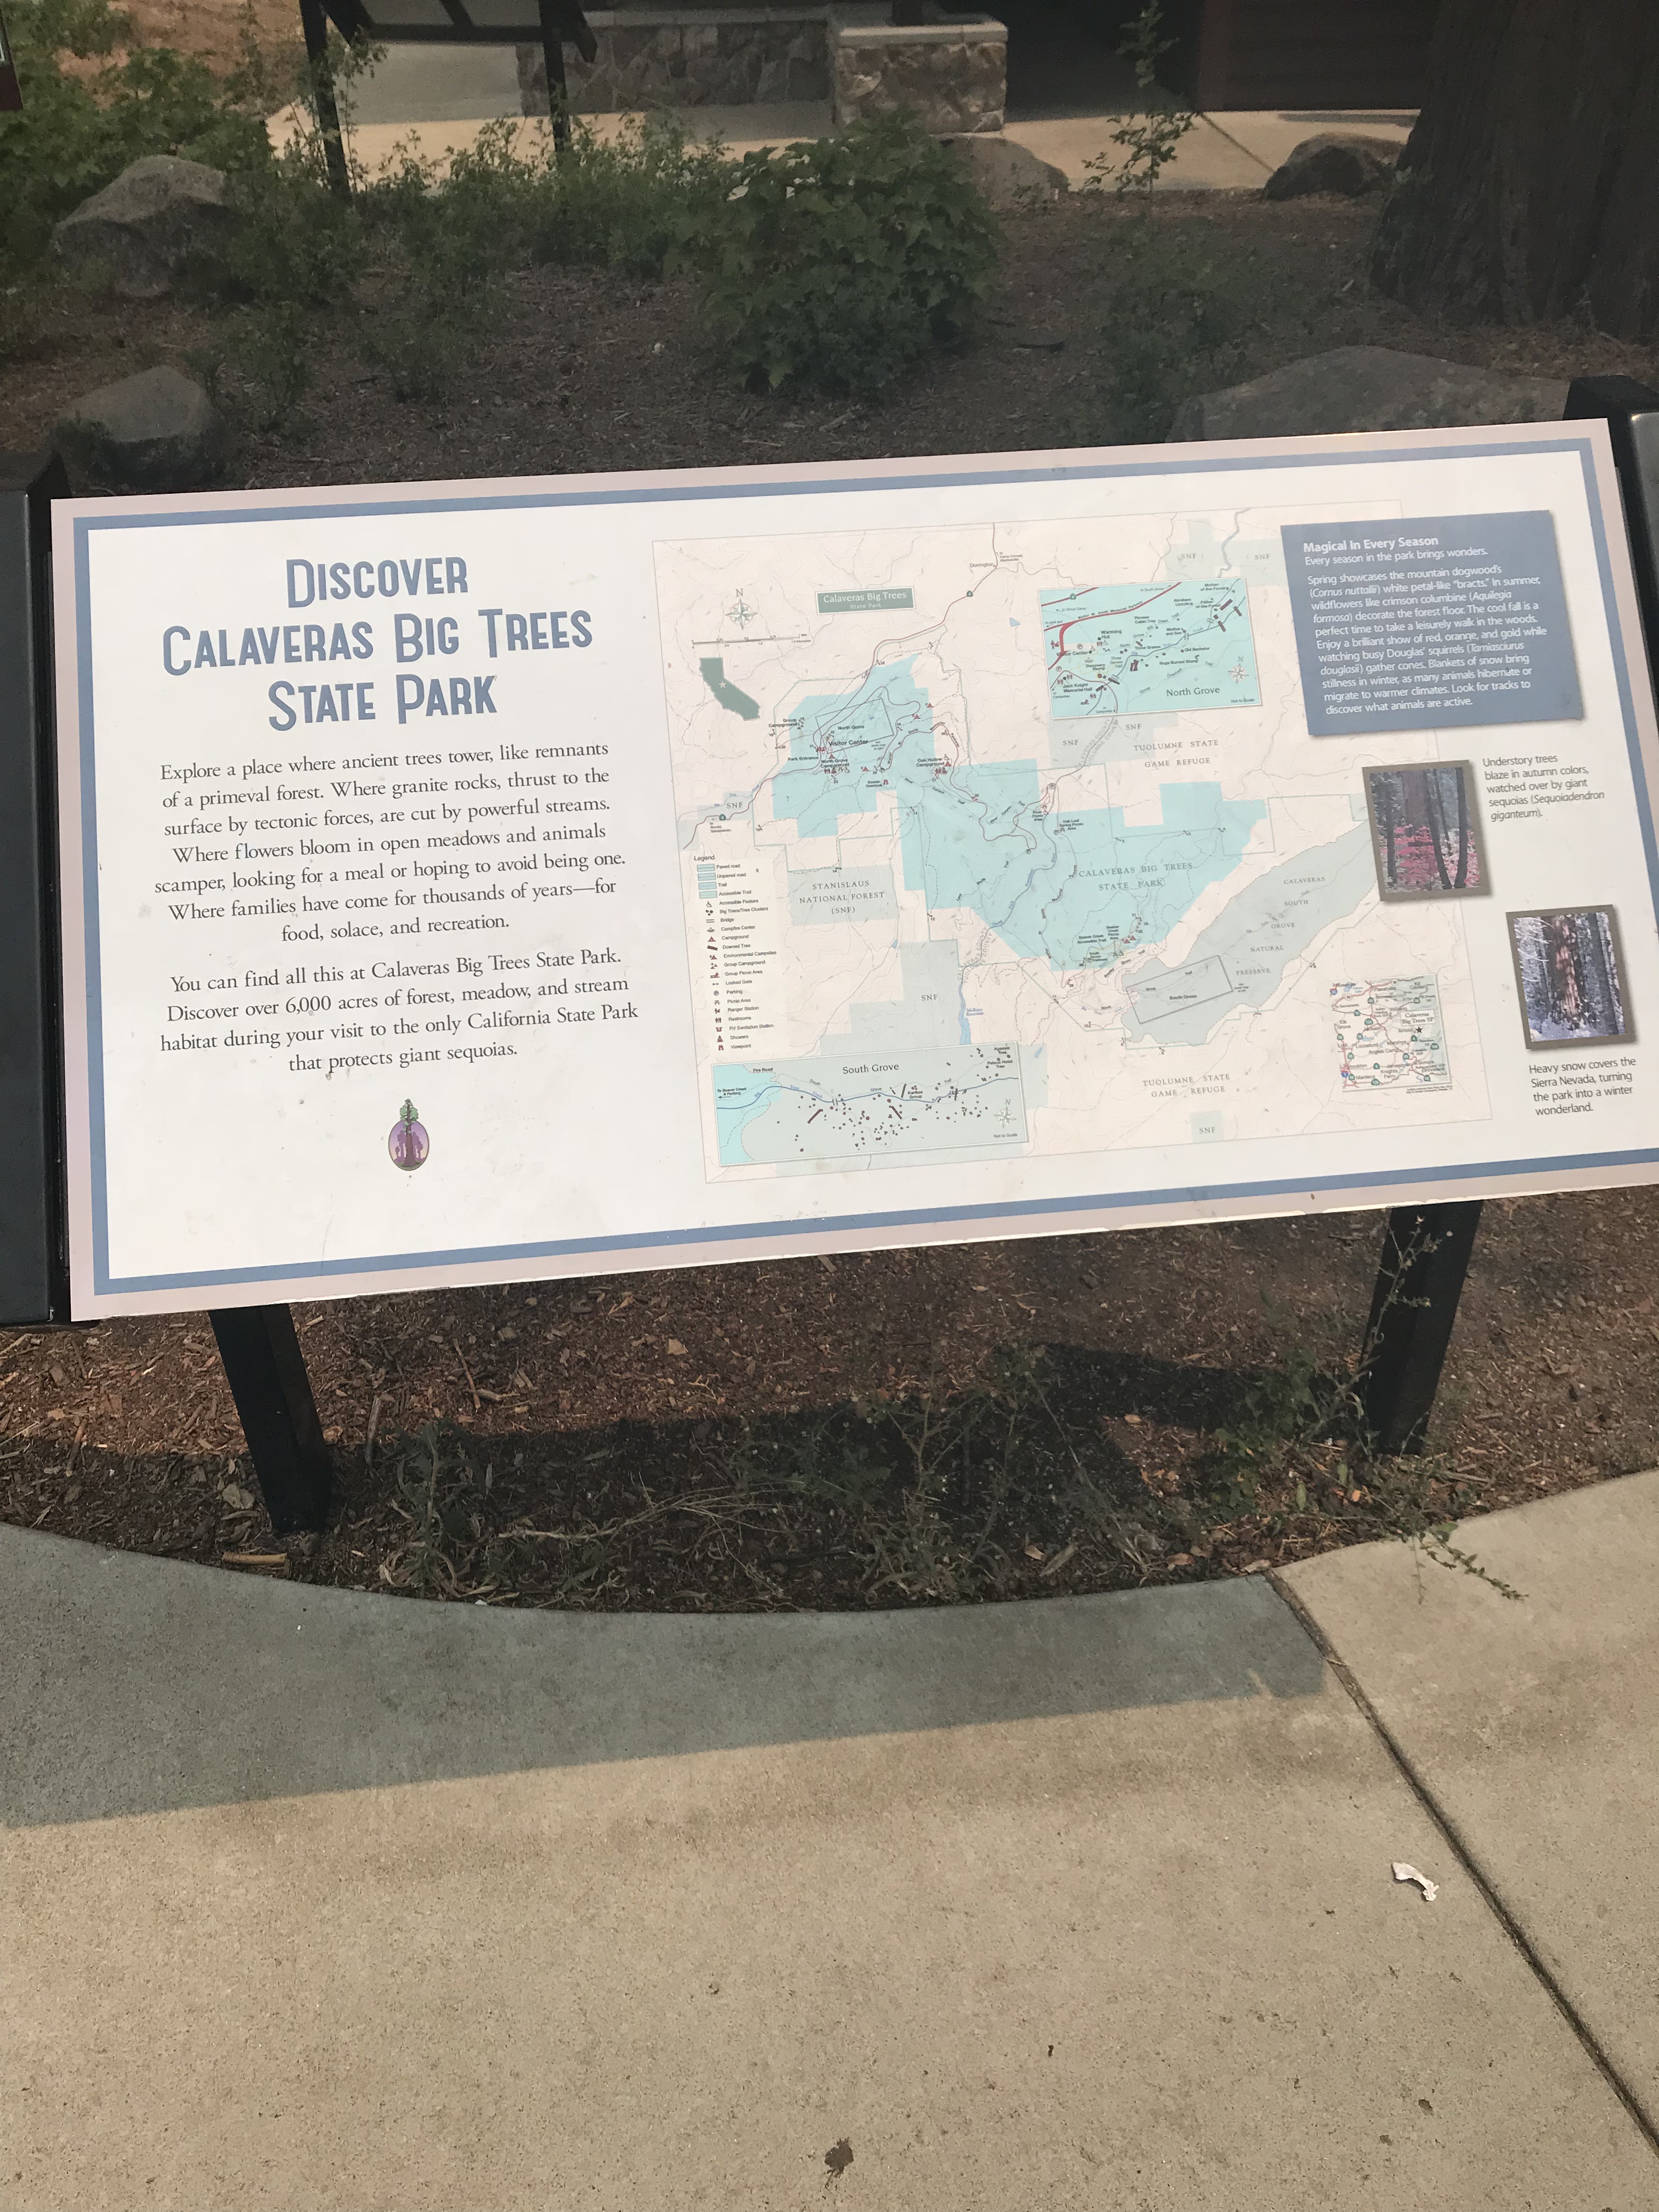 DISCOVER
CALAVERAS BIG TREES
STATE PARK
Explore a place where ancient trees tower, like remnants
of a primeval forest. Where granite rocks, thrust to the
surface by tectonic forces, are cut by powerful streams.
Where flowers bloom in open meadows and animals
scamper, looking for a meal or hoping to avoid being one.
Where families have come for thousands of years—for
food, solace, and recreation.
You can find all this at Calaveras Big Trees State Park.
Discover over 6,000 acres of forest, meadow, and stream
habitat during your visit to the only California State Park
that protects giant sequoias.
Calaveras Big Trees
State Park
N
SNF
Legend
STANISLAUS
NATIONAL FOREST
(SNF)
SNF
South Grove
North Grove
SNF
SNF
TUOLUMNE STATE
GAME REFUGE
CALAVERAS BIG TREES
STATE PARK
CALAVERAS
SOUTH
GROVE
NATURAL
PRESERVE
TUOLUMNE STATE
GAME REFUGE
SNF
SNF
SNF
Magical In Every Season
Every season in the park brings wonders.
Spring showcases the mountain dogwood's
(Cornus nuttallii) white petal-like "bracts." In summer,
wildflowers like crimson columbine (Aquilegia
formosa) decorate the forest floor. The cool fall is a
perfect time to take a leisurely walk in the woods.
Enjoy a brilliant show of red, orange, and gold while
watching busy Douglas' squirrels (Tamiasciurus
douglasii) gather cones. Blankets of snow bring
stillness in winter, as many animals hibernate or
migrate to warmer climates. Look for tracks to
discover what animals are active.
Understory trees
blaze in autumn colors,
watched over by giant
sequoias (Sequoiadendron
giganteum).
Heavy snow covers the
Sierra Nevada, turning
the park into a winter
wonderland.